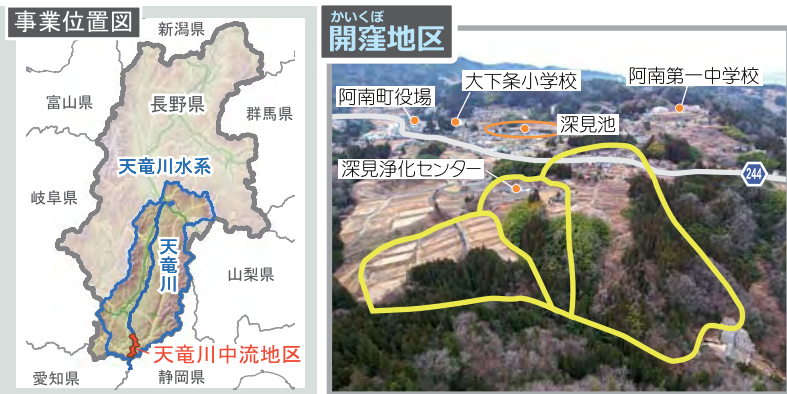 事業位置図
新潟県
富山県
長野県
群馬県
天竜川水系
岐阜県
天竜川
山梨県
天竜川中流地区
愛知県
静岡県
かいくぼ
開窪地区
大下条小学校
阿南第一中学校
阿南町役場
深見池
深見浄化センター
244